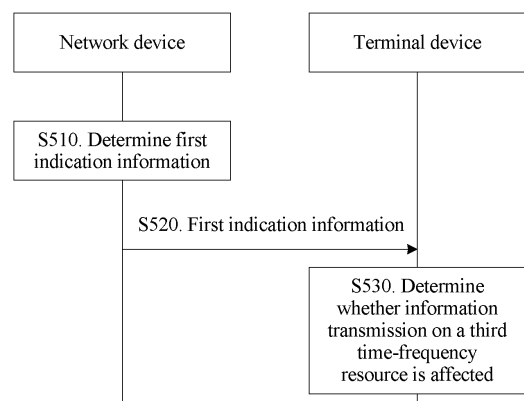 Network device
Terminal device
S510. Determine first
indication information
S520. First indication information
S530. Determine
whether information
transmission on a third
time-frequency
resource is affected